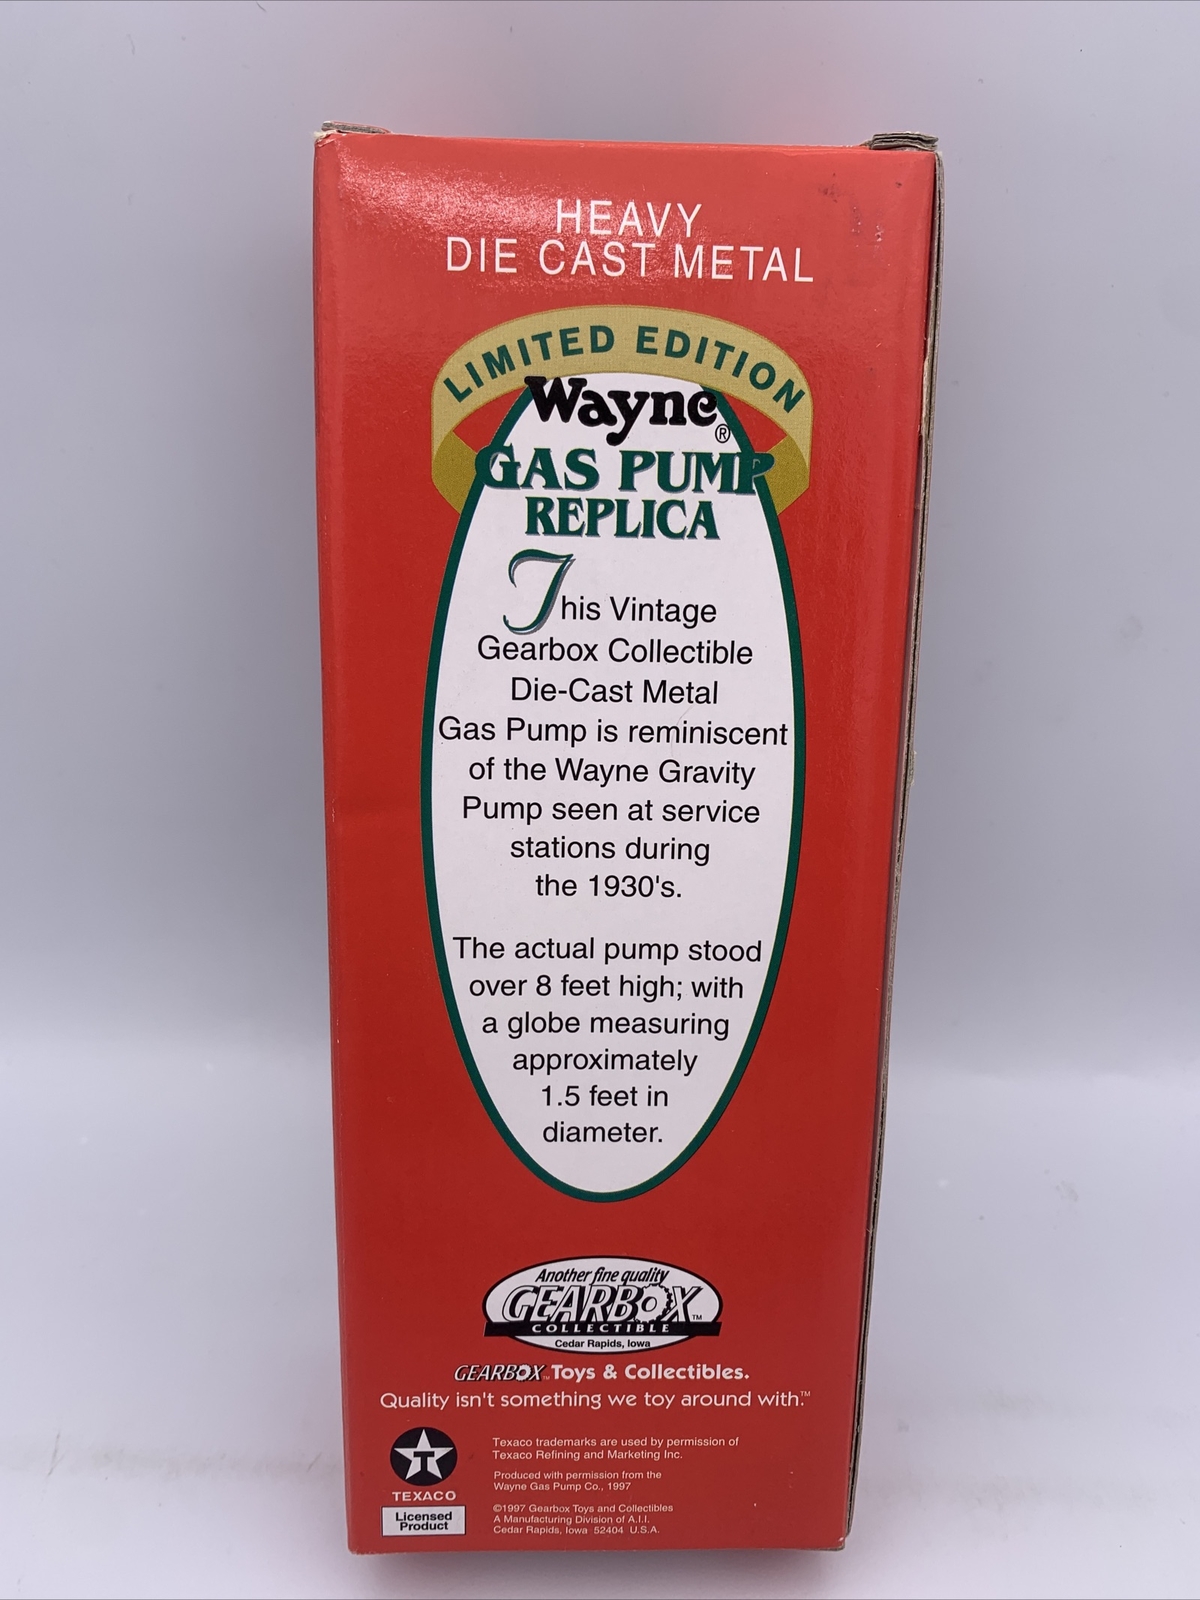 HEAVY
DIE CAST METAL
LIMITED EDITION
Wayne®
GAS PUMP
REPLICA
This Vintage
Gearbox Collectible
Die-Cast Metal
Gas Pump is reminiscent
of the Wayne Gravity
Pump seen at service
stations during
the 1930's.
The actual pump stood
over 8 feet high; with
a globe measuring
approximately
1.5 feet in
diameter.
Another fine quality
GEARBOX™
COLLECTIBLE
Cedar Rapids, Iowa
GEARBOX™ Toys & Collectibles.
Quality isn't something we toy around with.™
T
TEXACO
Licensed
Product
Texaco trademarks are used by permission of
Texaco Refining and Marketing Inc.
Produced with permission from the
Wayne Gas Pump Co., 1997
©1997 Gearbox Toys and Collectibles
A Manufacturing Division of A.I.I.
Cedar Rapids, Iowa 52404 U.S.A.